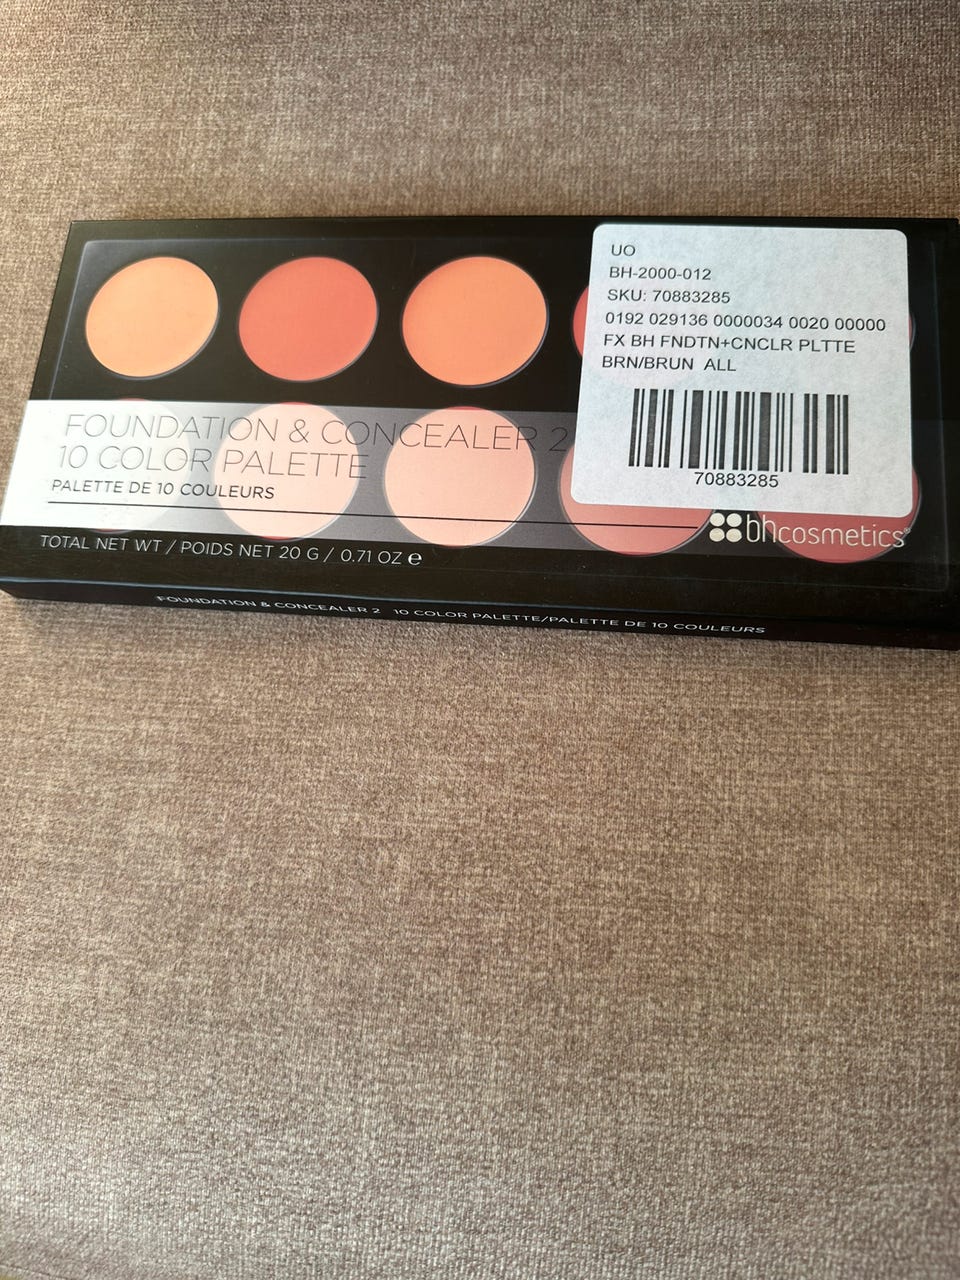 UO
BH-2000-012
SKU: 70883285
0192 029136 0000034 0020 00000
FX BH FNDTN+CNCLR PLTTE
BRN/BRUN ALL
70883285
FOUNDATION & CONCEALER 2
10 COLOR PALETTE
PALETTE DE 10 COULEURS
bhcosmetics®
TOTAL NET WT / POIDS NET 20 G / 0.71 OZ e
FOUNDATION & CONCEALER 2 10 COLOR PALETTE/PALETTE DE 10 COULEURS